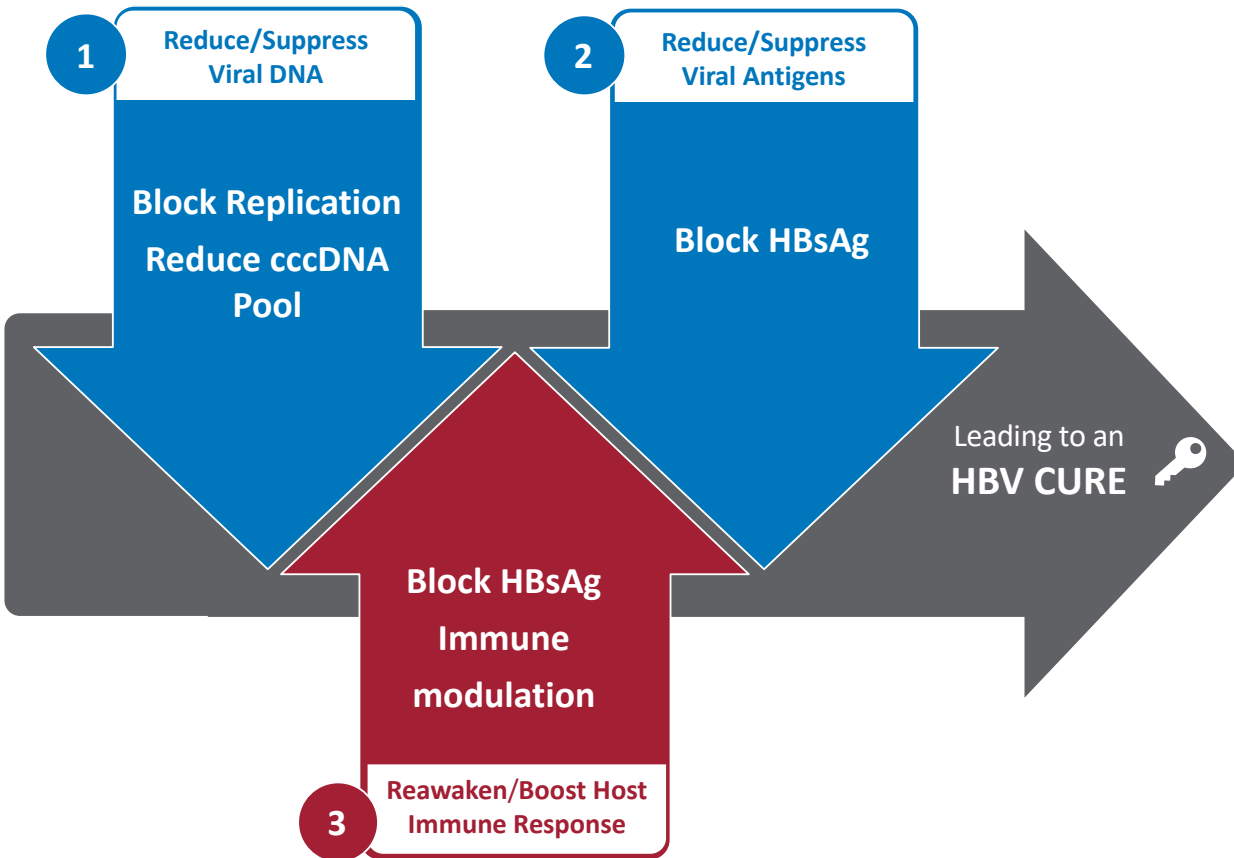 1
Reduce/Suppress
Viral DNA
Block Replication
Reduce cccDNA
Pool
2
Reduce/Suppress
Viral Antigens
Block HBsAg
Leading to an
HBV CURE
Block HBsAg
Immune
modulation
3
Reawaken/Boost Host
Immune Response